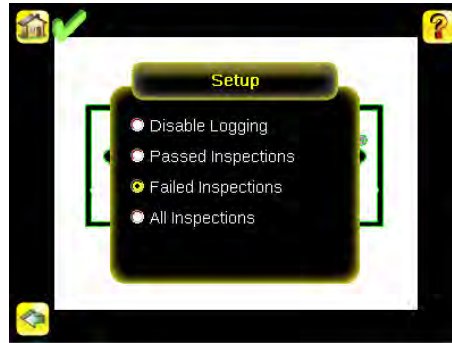 Setup
Disable Logging
Passed Inspections
Failed Inspections
All Inspections